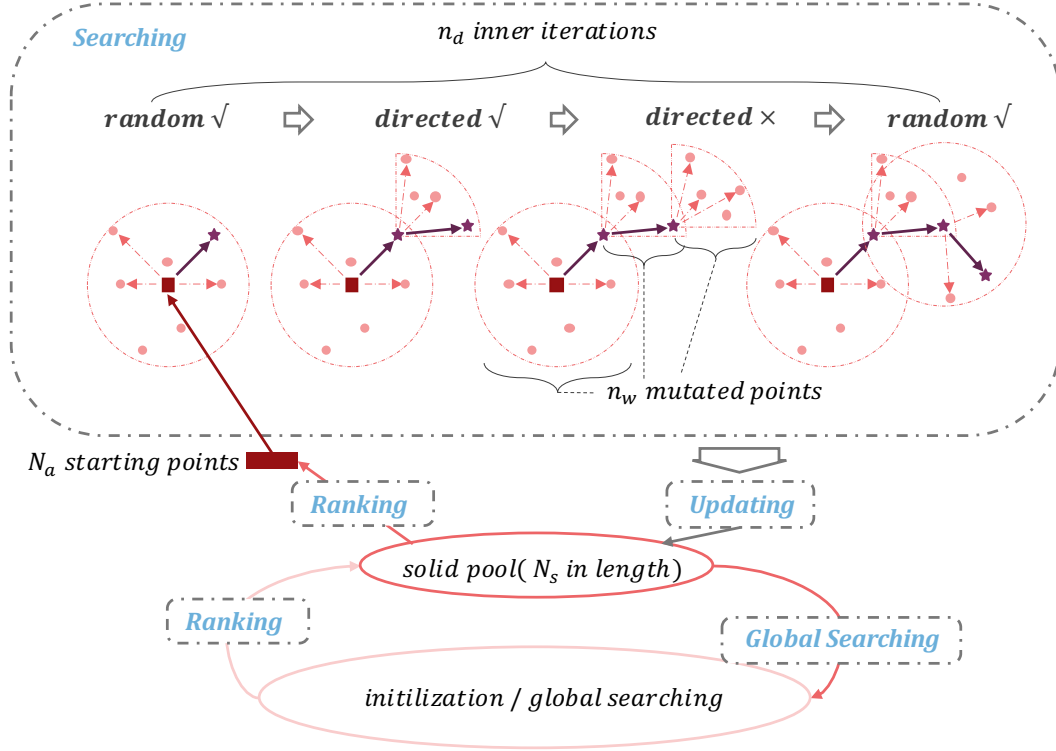 Searching
n_d inner iterations
random √ ⇨ directed √ ⇨ directed × ⇨ random √
n_w mutated points
N_a starting points
Ranking
Updating
solid pool( N_s in length)
Ranking
Global Searching
initilization / global searching